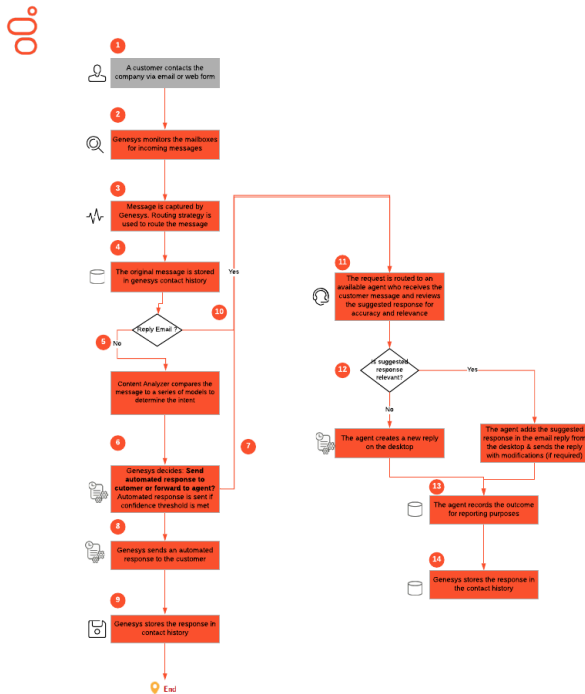 1
A customer contacts the
company via email or web form
2
Genesys monitors the mailboxes
for incoming messages
3
Message is captured by
Genesys. Routing strategy is
used to route the message
4
The original message is stored
in genesys contact history
Yes
10
Reply Email ?
5
No
Content Analyzer compares the
message to a series of models to
determine the intent
6
7
Genesys decides: Send
automated response to
cutomer or forward to agent?
Automated response is sent if
confidence threshold is met
8
Genesys sends an automated
response to the customer
9
Genesys stores the response in
contact history
End
11
The request is routed to an
available agent who receives the
customer message and reviews
the suggested response for
accuracy and relevance
12
Is suggested
response
relevant?
Yes
No
The agent creates a new reply
on the desktop
The agent adds the suggested
response in the email reply from
the desktop & sends the reply
with modifications (if required)
13
The agent records the outcome
for reporting purposes
14
Genesys stores the response in
the contact history